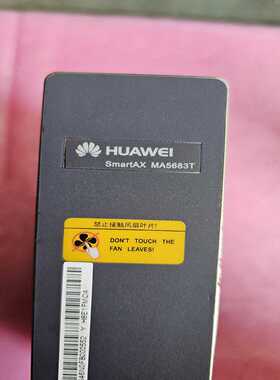 HUAWEI
SmartAX MA5683T
禁止接触风扇叶片!
DON'T TOUCH THE
FAN LEAVES!